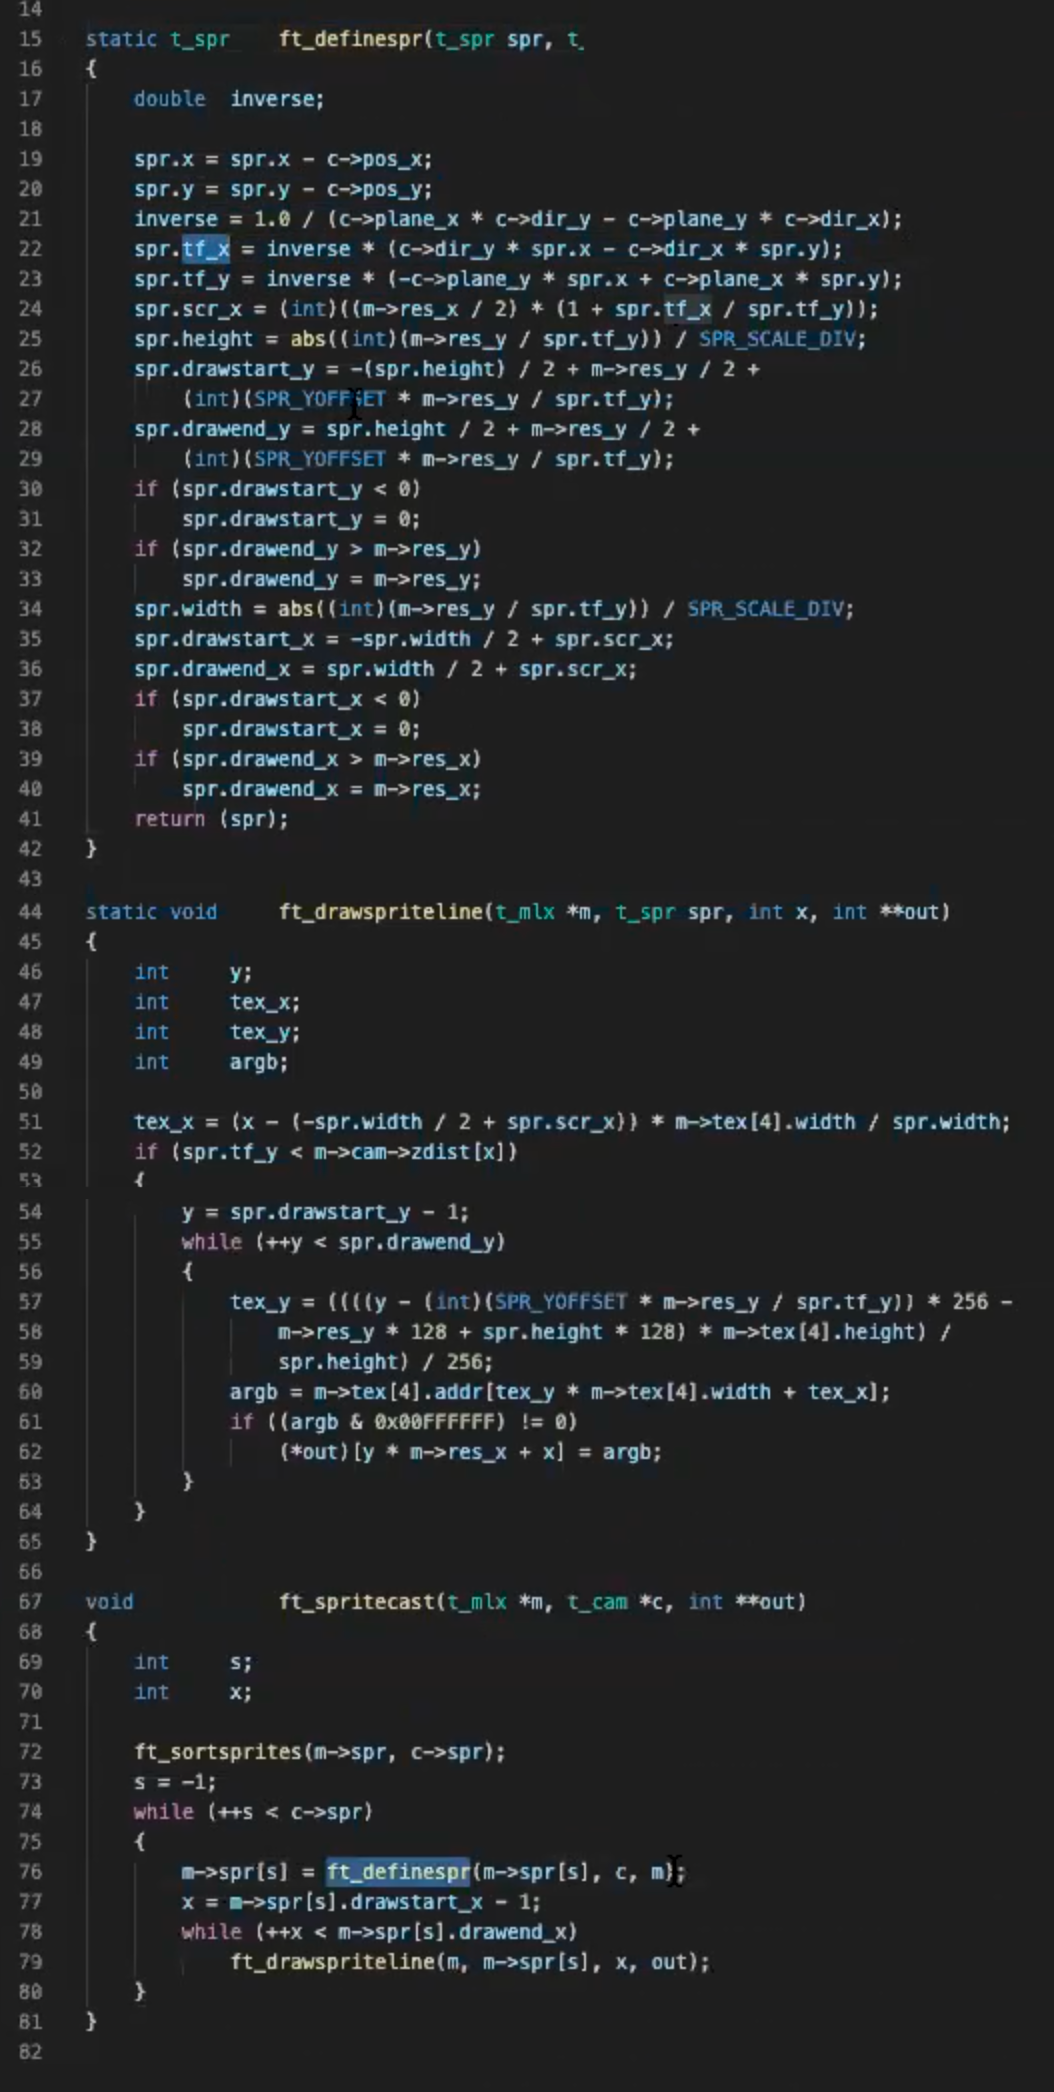 14
15 static t_spr    ft_definespr(t_spr spr, t_
16 {
17     double  inverse;
18
19     spr.x = spr.x - c->pos_x;
20     spr.y = spr.y - c->pos_y;
21     inverse = 1.0 / (c->plane_x * c->dir_y - c->plane_y * c->dir_x);
22     spr.tf_x = inverse * (c->dir_y * spr.x - c->dir_x * spr.y);
23     spr.tf_y = inverse * (-c->plane_y * spr.x + c->plane_x * spr.y);
24     spr.scr_x = (int)((m->res_x / 2) * (1 + spr.tf_x / spr.tf_y));
25     spr.height = abs((int)(m->res_y / spr.tf_y)) / SPR_SCALE_DIV;
26     spr.drawstart_y = -(spr.height) / 2 + m->res_y / 2 +
27         (int)(SPR_YOFFSET * m->res_y / spr.tf_y);
28     spr.drawend_y = spr.height / 2 + m->res_y / 2 +
29         (int)(SPR_YOFFSET * m->res_y / spr.tf_y);
30     if (spr.drawstart_y < 0)
31         spr.drawstart_y = 0;
32     if (spr.drawend_y > m->res_y)
33         spr.drawend_y = m->res_y;
34     spr.width = abs((int)(m->res_y / spr.tf_y)) / SPR_SCALE_DIV;
35     spr.drawstart_x = -spr.width / 2 + spr.scr_x;
36     spr.drawend_x = spr.width / 2 + spr.scr_x;
37     if (spr.drawstart_x < 0)
38         spr.drawstart_x = 0;
39     if (spr.drawend_x > m->res_x)
40         spr.drawend_x = m->res_x;
41     return (spr);
42 }
43
44 static void     ft_drawspriteline(t_mlx *m, t_spr spr, int x, int **out)
45 {
46     int     y;
47     int     tex_x;
48     int     tex_y;
49     int     argb;
50
51     tex_x = (x - (-spr.width / 2 + spr.scr_x)) * m->tex[4].width / spr.width;
52     if (spr.tf_y < m->cam->zdist[x])
53     {
54         y = spr.drawstart_y - 1;
55         while (++y < spr.drawend_y)
56         {
57             tex_y = ((((y - (int)(SPR_YOFFSET * m->res_y / spr.tf_y)) * 256 -
58                 m->res_y * 128 + spr.height * 128) * m->tex[4].height) /
59                 spr.height) / 256;
60             argb = m->tex[4].addr[tex_y * m->tex[4].width + tex_x];
61             if ((argb & 0x00FFFFFF) != 0)
62                 (*out)[y * m->res_x + x] = argb;
63         }
64     }
65 }
66
67 void            ft_spritecast(t_mlx *m, t_cam *c, int **out)
68 {
69     int     s;
70     int     x;
71
72     ft_sortsprites(m->spr, c->spr);
73     s = -1;
74     while (++s < c->spr)
75     {
76         m->spr[s] = ft_definespr(m->spr[s], c, m);
77         x = m->spr[s].drawstart_x - 1;
78         while (++x < m->spr[s].drawend_x)
79             ft_drawspriteline(m, m->spr[s], x, out);
80     }
81 }
82